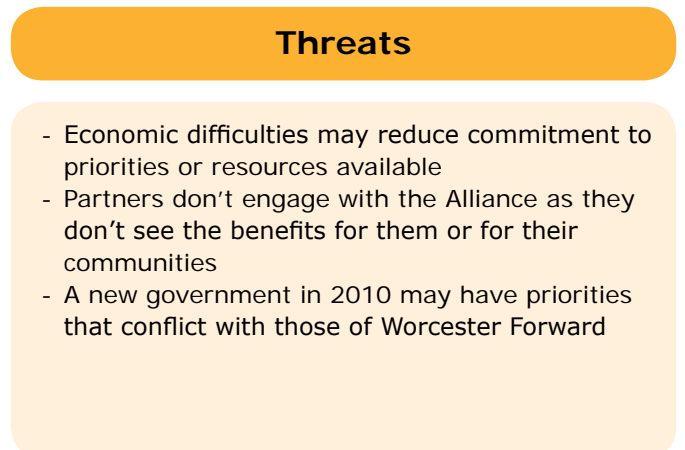 Threats
- Economic difficulties may reduce commitment to
priorities or resources available
- Partners don't engage with the Alliance as they
don't see the benefits for them or for their
communities
- A new government in 2010 may have priorities
that conflict with those of Worcester Forward